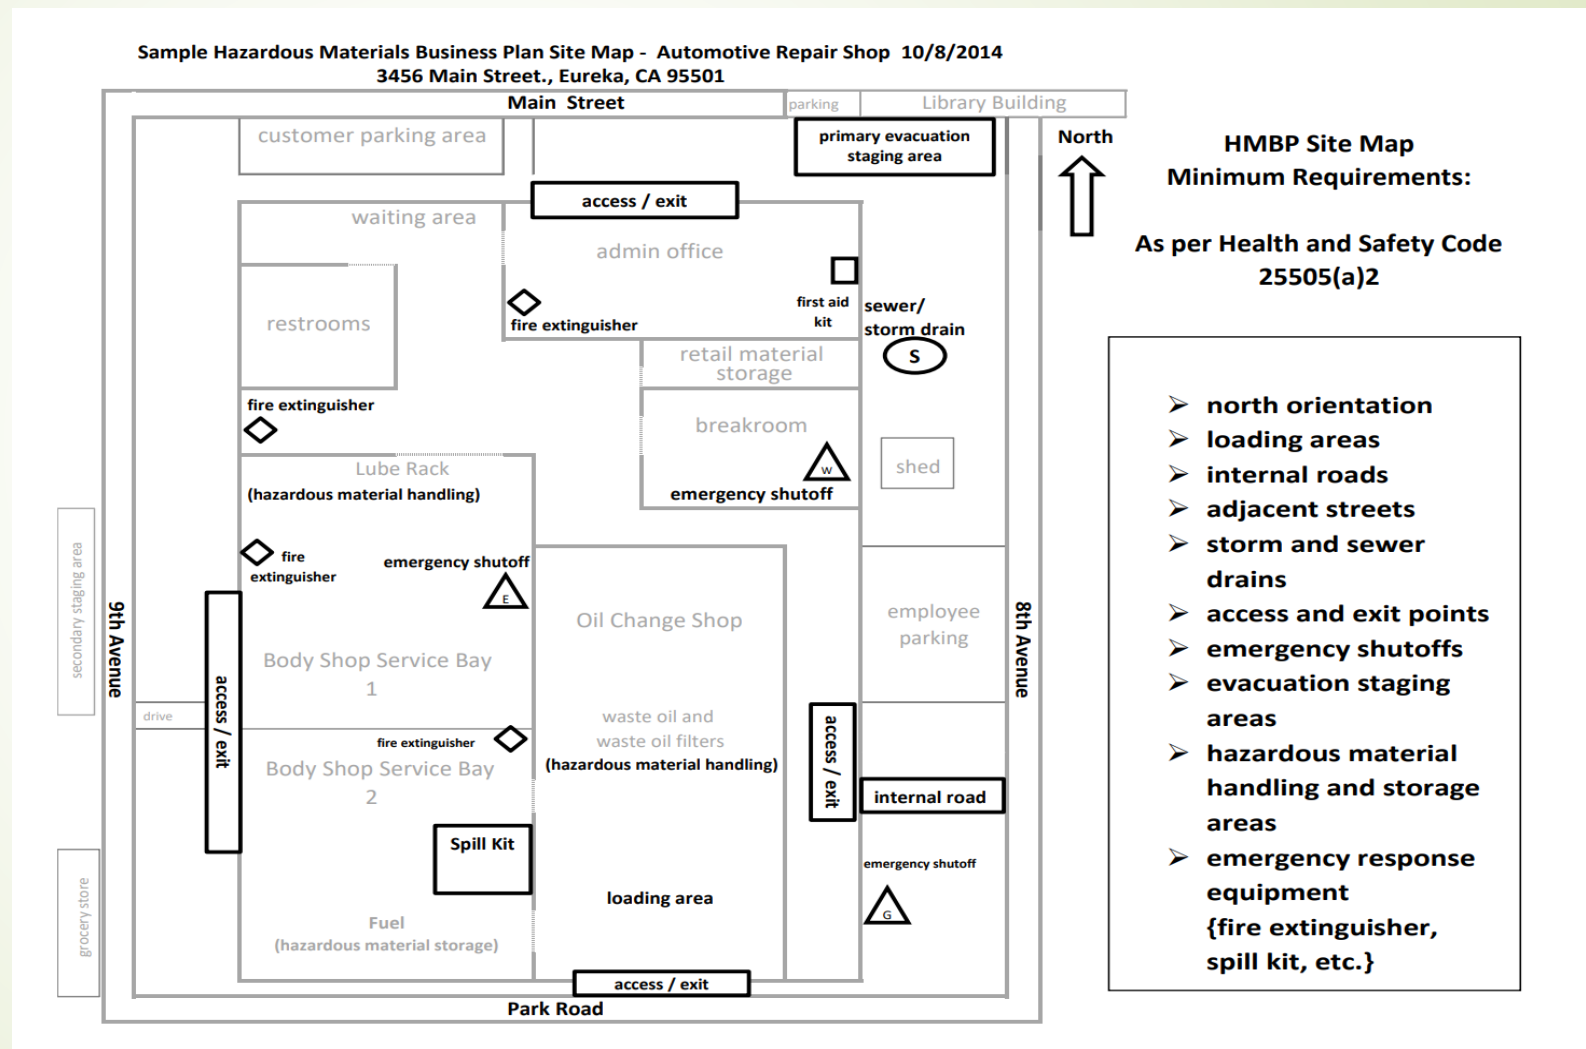 Sample Hazardous Materials Business Plan Site Map -  Automotive Repair Shop  10/8/2014
3456 Main Street., Eureka, CA 95501
Main  Street
parking
Library Building
customer parking area
primary evacuation
staging area
North
access / exit
waiting area
admin office
restrooms
fire extinguisher
first aid
kit
sewer/
storm drain
S
retail material
storage
fire extinguisher
breakroom
W
emergency shutoff
shed
Lube Rack
(hazardous material handling)
fire
extinguisher
emergency shutoff
E
secondary staging area
9th Avenue
Oil Change Shop
employee
parking
8th Avenue
Body Shop Service Bay
1
access / exit
drive
waste oil and
waste oil filters
(hazardous material handling)
fire extinguisher
Body Shop Service Bay
2
access / exit
internal road
Spill Kit
emergency shutoff
G
loading area
grocery store
Fuel
(hazardous material storage)
access / exit
Park Road
HMBP Site Map
Minimum Requirements:
As per Health and Safety Code
25505(a)2
➢ north orientation
➢ loading areas
➢ internal roads
➢ adjacent streets
➢ storm and sewer
drains
➢ access and exit points
➢ emergency shutoffs
➢ evacuation staging
areas
➢ hazardous material
handling and storage
areas
➢ emergency response
equipment
{fire extinguisher,
spill kit, etc.}